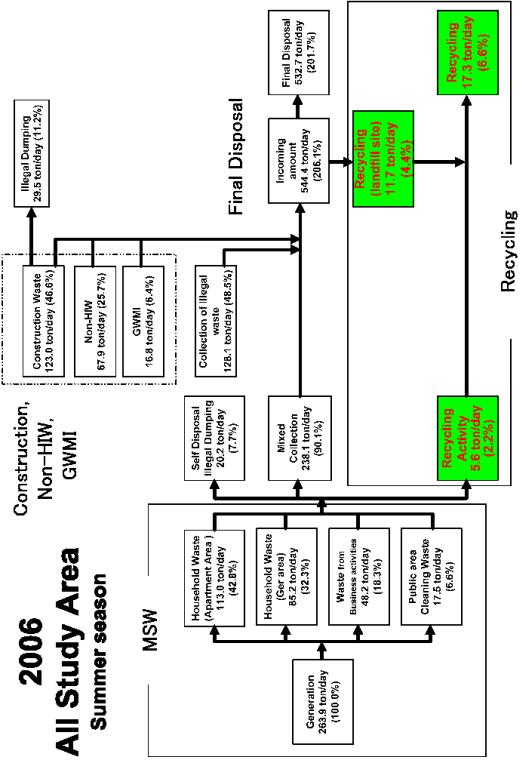 2006
All Study Area
Summer season
Construction,
Non-HIW,
GWMI
Construction Waste
123.0 ton/day (46.6%)
Non-HIW
67.9 ton/day (25.7%)
GWMI
16.8 ton/day (6.4%)
Illegal Dumping
29.5 ton/day (11.2%)
MSW
Generation
263.9 ton/day
(100.0%)
Household Waste
(Apartment Area )
113.0 ton/day
(42.8%)
Household Waste
(Ger area)
85.2 ton/day
(32.3%)
Waste from
Business activities
48.2 ton/day
(18.3%)
Public area
Cleaning Waste
17.5 ton/day
(6.6%)
Self Disposal
Illegal Dumping
20.2 ton/day
(7.7%)
Mixed
Collection
238.1 ton/day
(90.1%)
Recycling
Activity
5.6 ton/day
(2.2%)
Collection of Illegal
waste
128.1 ton/day (48.5%)
Final Disposal
Incoming
amount
544.4 ton/day
(206.1%)
Final Disposal
532.7 ton/day
(201.7%)
Recycling
(landfill site)
11.7 ton/day
(4.4%)
Recycling
17.3 ton/day
(6.6%)
Recycling